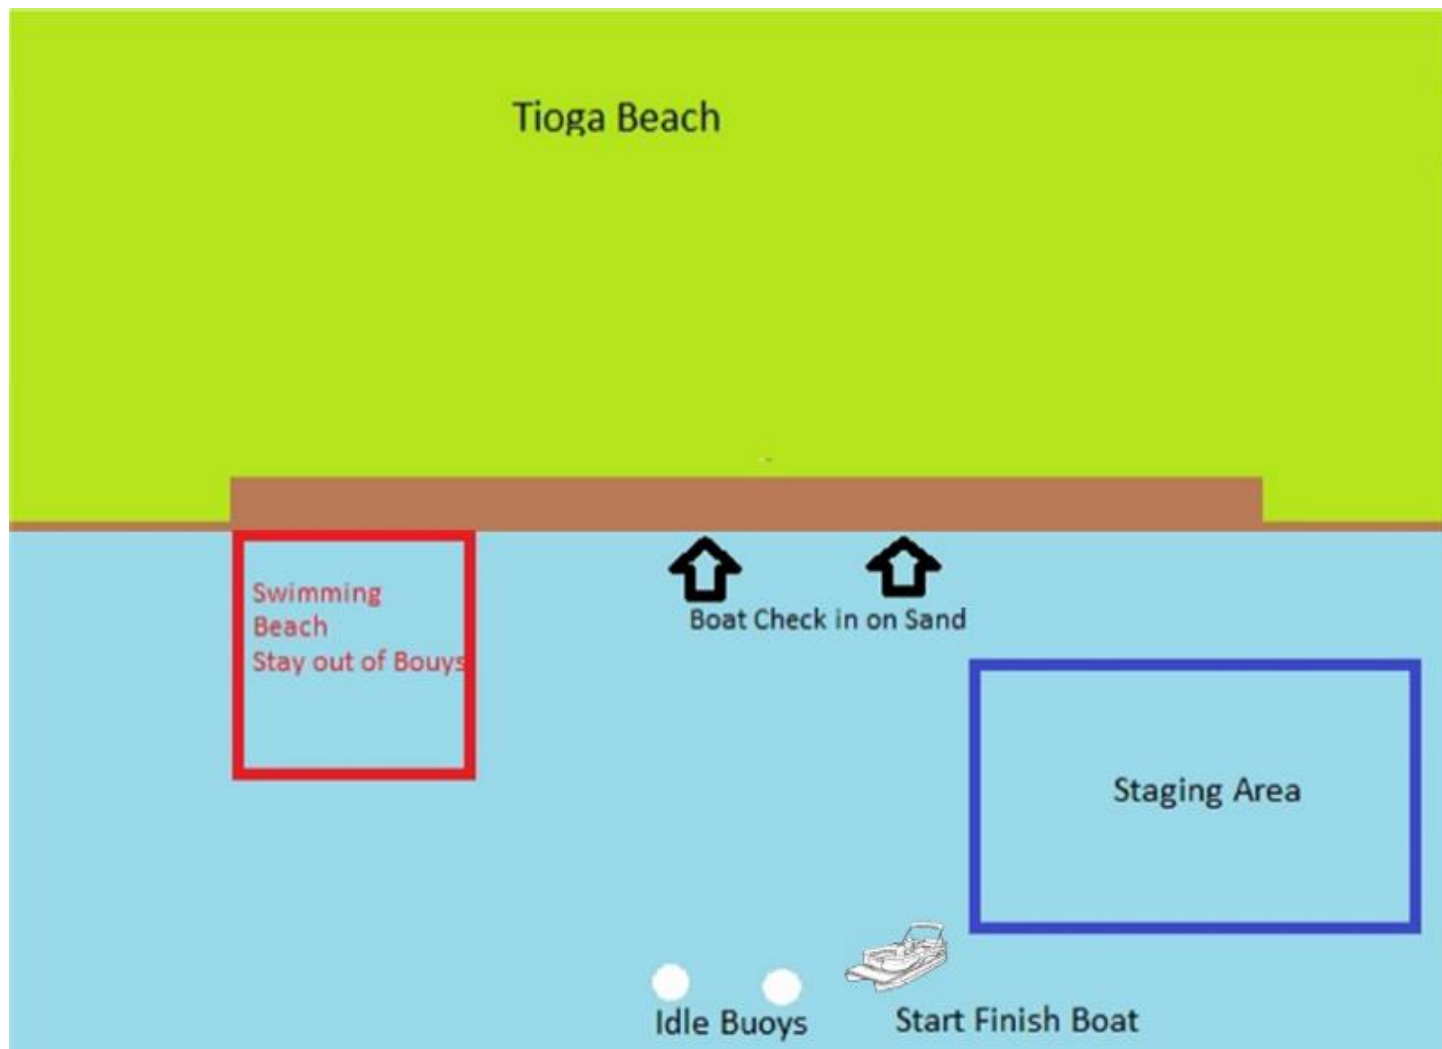 Tioga Beach
Swimming
Beach
Stay out of Bouys
Boat Check in on Sand
Staging Area
Idle Buoys
Start Finish Boat